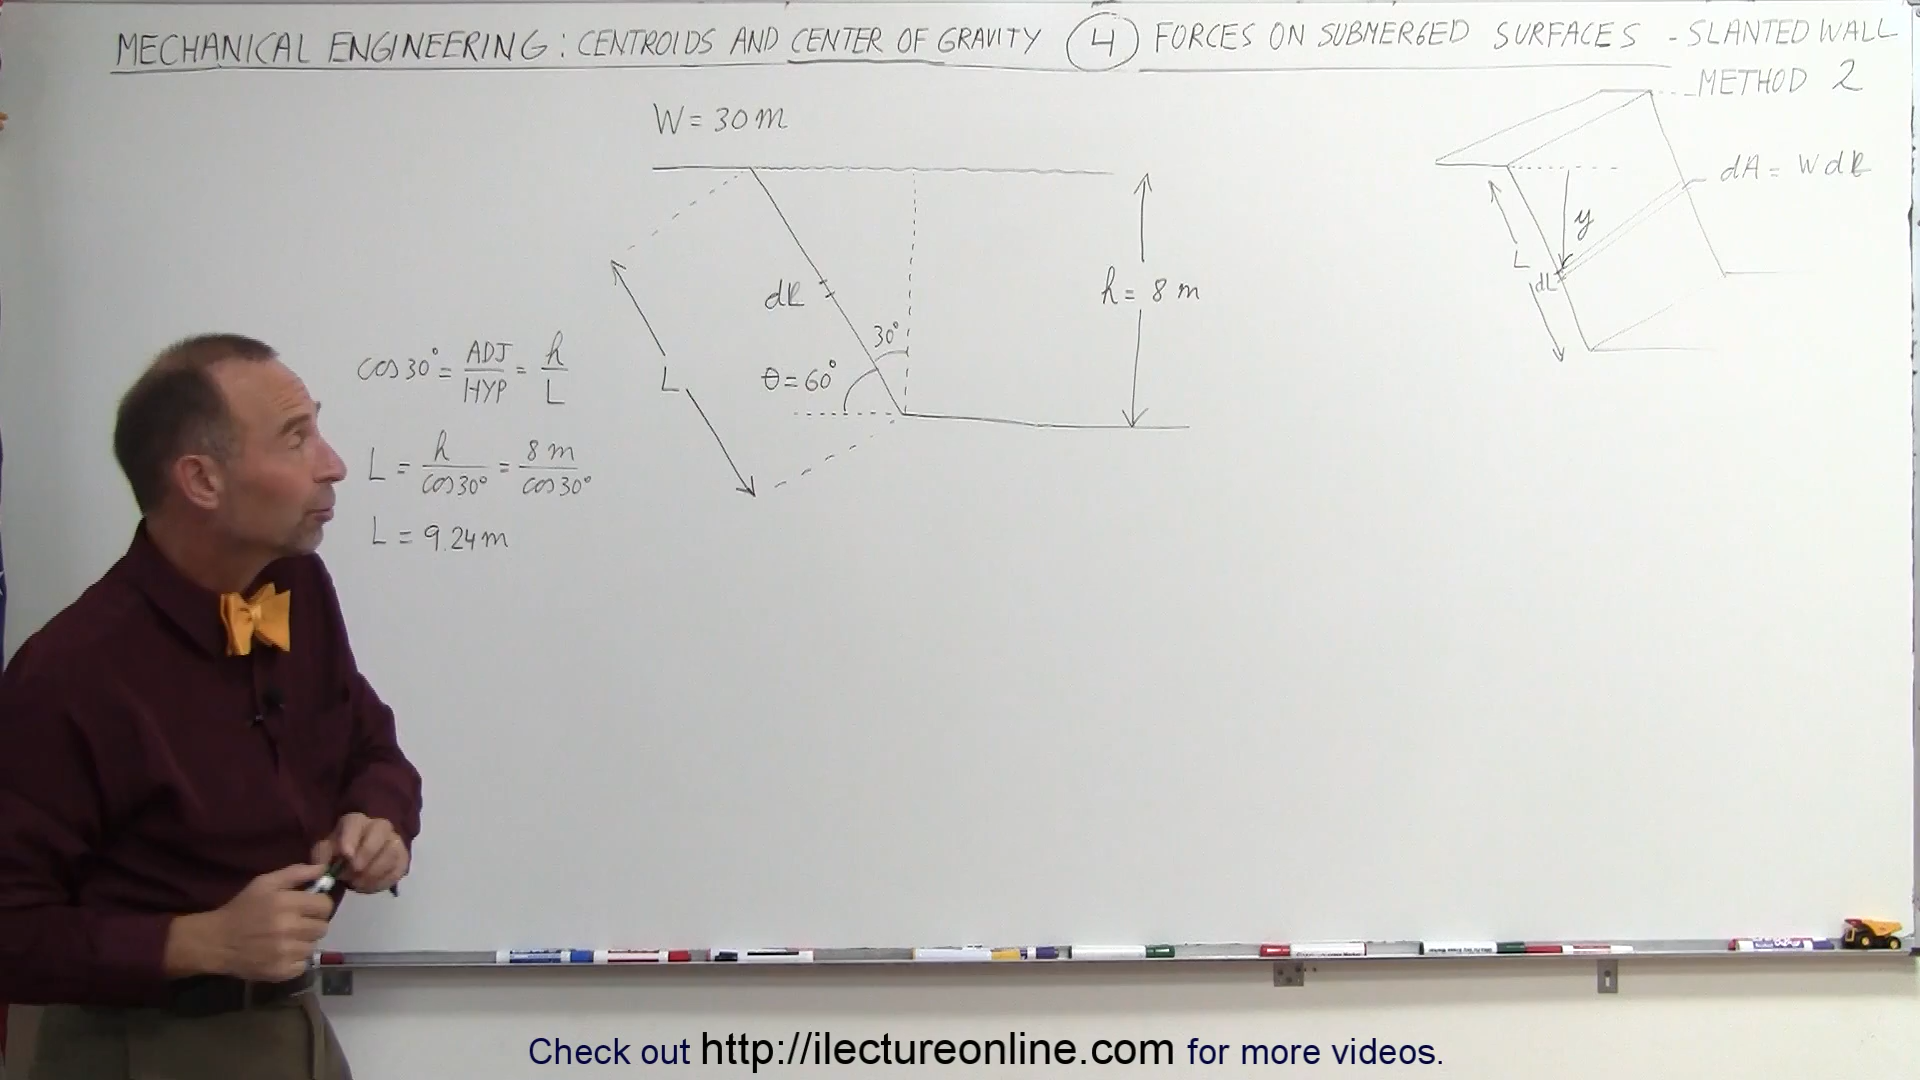 MECHANICAL ENGINEERING: CENTROIDS AND CENTER OF GRAVITY 4 FORCES ON SUBMERGED SURFACES - SLANTED WALL
METHOD 2
W = 30 m
dA = W dl
y
L
dL
h = 8 m
dl
30°
θ = 60°
L
cos 30° = ADJ/HYP = h/L
L = h/cos 30° = 8 m/cos 30°
L = 9.24 m
Check out http://ilectureonline.com for more videos.